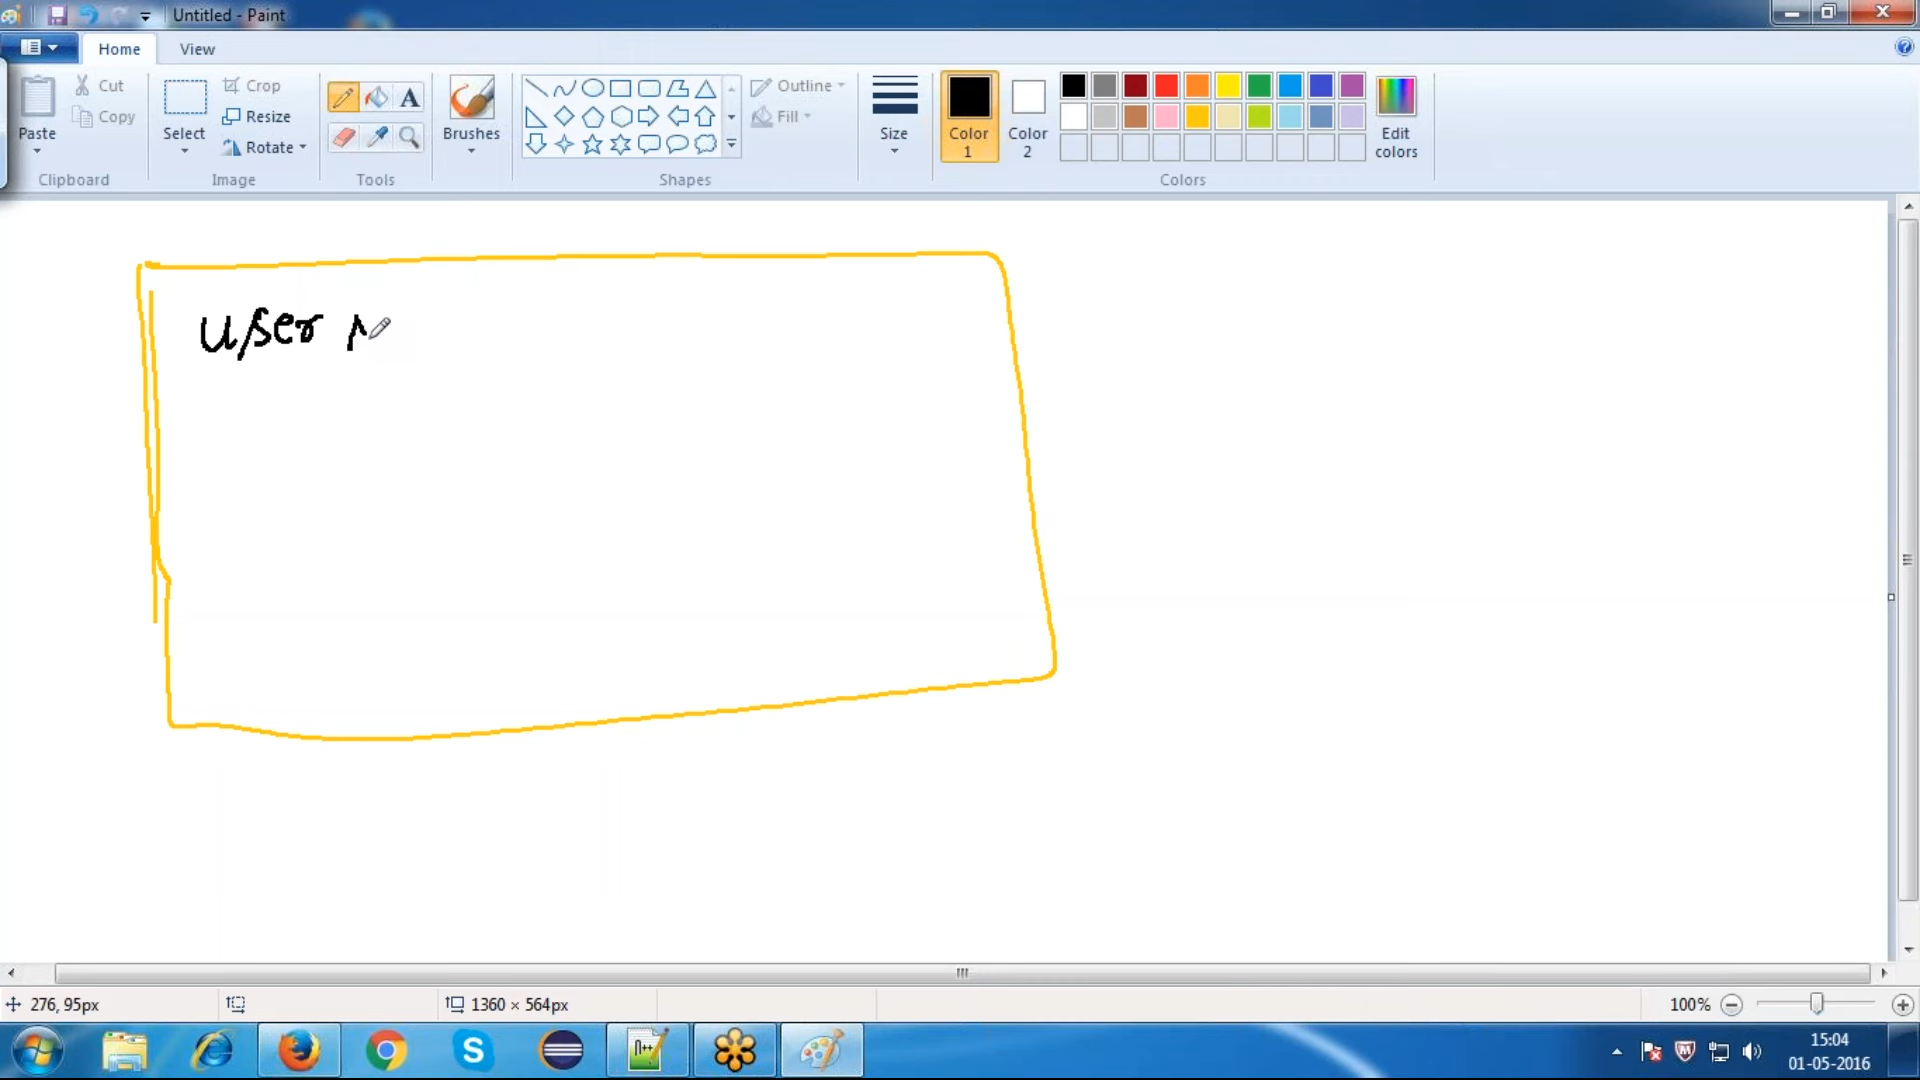 Untitled - Paint
Home View
Cut
Copy
Paste
Clipboard
Crop
Resize
Rotate
Select
Image
Tools
Brushes
Outline
Fill
Shapes
Size
Color 1
Color 2
Edit colors
Colors
user
276, 95px
1360 × 564px
100%
15:04
01-05-2016